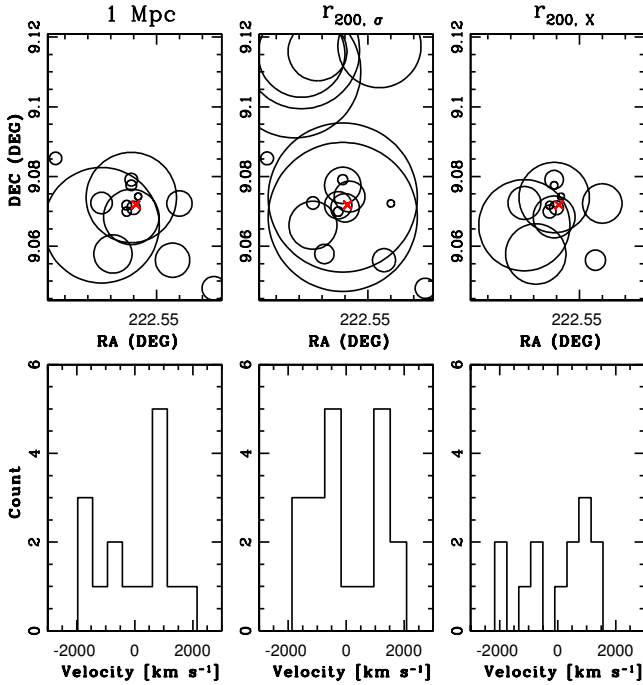 1 Mpc
r200, σ
r200, X
DEC (DEG)
9.12
9.1
9.08
9.06
9.12
9.1
9.08
9.06
9.12
9.1
9.08
9.06
222.55
222.55
222.55
RA (DEG)
RA (DEG)
RA (DEG)
Count
6
4
2
0
6
4
2
0
6
4
2
0
-2000 0 2000
-2000 0 2000
-2000 0 2000
Velocity [km s⁻¹]
Velocity [km s⁻¹]
Velocity [km s⁻¹]